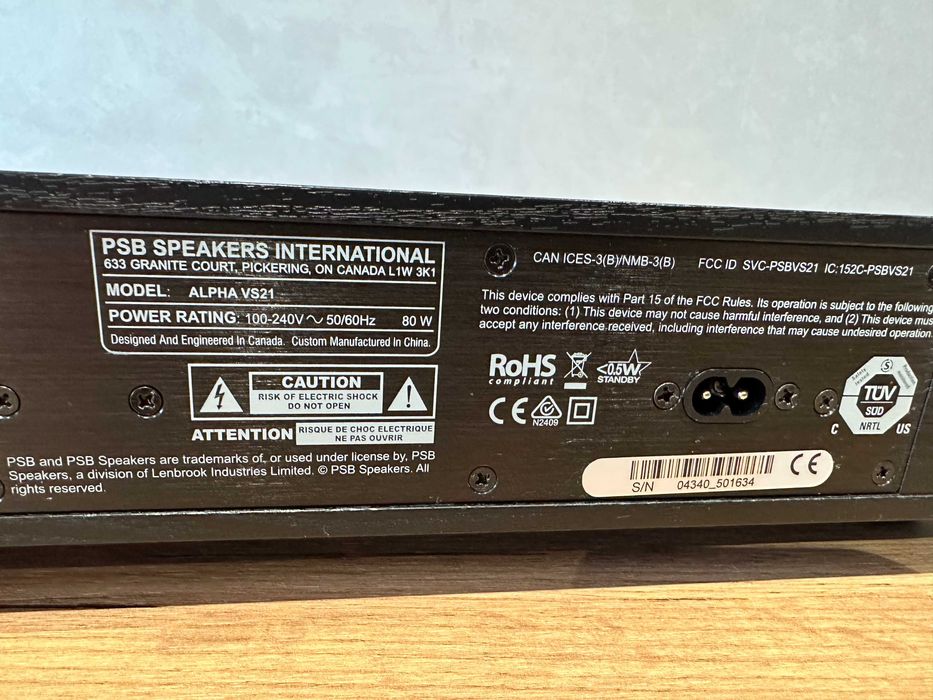 PSB SPEAKERS INTERNATIONAL
633 GRANITE COURT, PICKERING, ON CANADA L1W 3K1
MODEL: ALPHA VS21
POWER RATING: 100-240V ~ 50/60Hz 80 W
Designed And Engineered In Canada. Custom Manufactured In China.
CAUTION
RISK OF ELECTRIC SHOCK
DO NOT OPEN
ATTENTION
RISQUE DE CHOC ELECTRIQUE
NE PAS OUVRIR
PSB and PSB Speakers are trademarks of, or used under license by, PSB
Speakers, a division of Lenbrook Industries Limited. © PSB Speakers. All
rights reserved.
CAN ICES-3(B)/NMB-3(B) FCC ID SVC-PSBVS21 IC:152C-PSBVS21
This device complies with Part 15 of the FCC Rules. Its operation is subject to the following
two conditions: (1) This device may not cause harmful interference, and (2) This device must
accept any interference received, including interference that may cause undesired operation.
RoHS
compliant
<0.5W
STANDBY
CE
N2409
TÜV
SÜD
NRTL
C US
S/N 04340_501634
CE